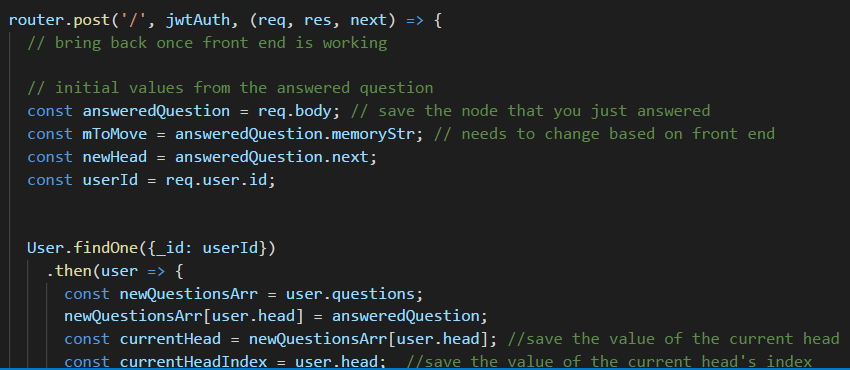 router.post('/', jwtAuth, (req, res, next) => {
// bring back once front end is working
// initial values from the answered question
const answeredQuestion = req.body; // save the node that you just answered
const mToMove = answeredQuestion.memoryStr; // needs to change based on front end
const newHead = answeredQuestion.next;
const userId = req.user.id;
User.findOne({_id: userId})
.then(user => {
const newQuestionsArr = user.questions;
newQuestionsArr[user.head] = answeredQuestion;
const currentHead = newQuestionsArr[user.head]; //save the value of the current head
const currentHeadIndex = user.head; //save the value of the current head's index